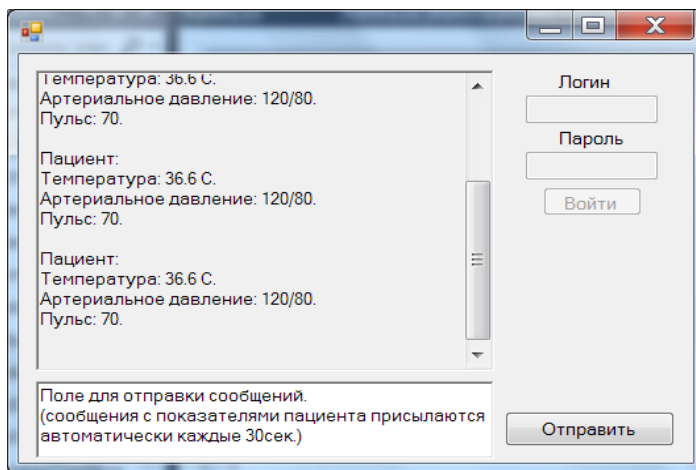 Температура: 36.6 С.
Артериальное давление: 120/80.
Пульс: 70.
Пациент:
Температура: 36.6 С.
Артериальное давление: 120/80.
Пульс: 70.
Пациент:
Температура: 36.6 С.
Артериальное давление: 120/80.
Пульс: 70.
Поле для отправки сообщений.
(сообщения с показателями пациента присылаются
автоматически каждые 30сек.)
Логин
Пароль
Войти
Отправить